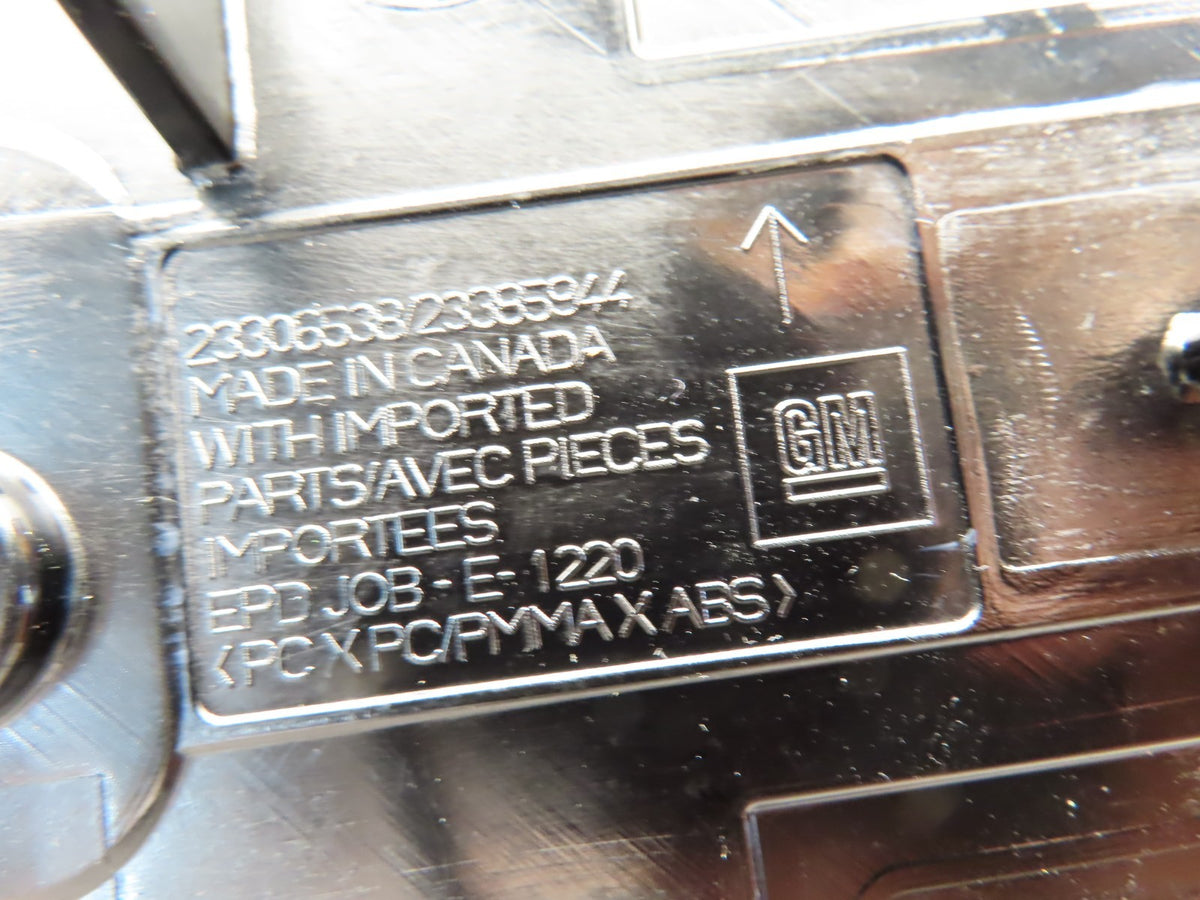 23306538/23385944
MADE IN CANADA
WITH IMPORTED
PARTS/AVEC PIECES
IMPORTEES
EPD JOB - E - 1220
<PC X PC/PMMA X ABS>
GM